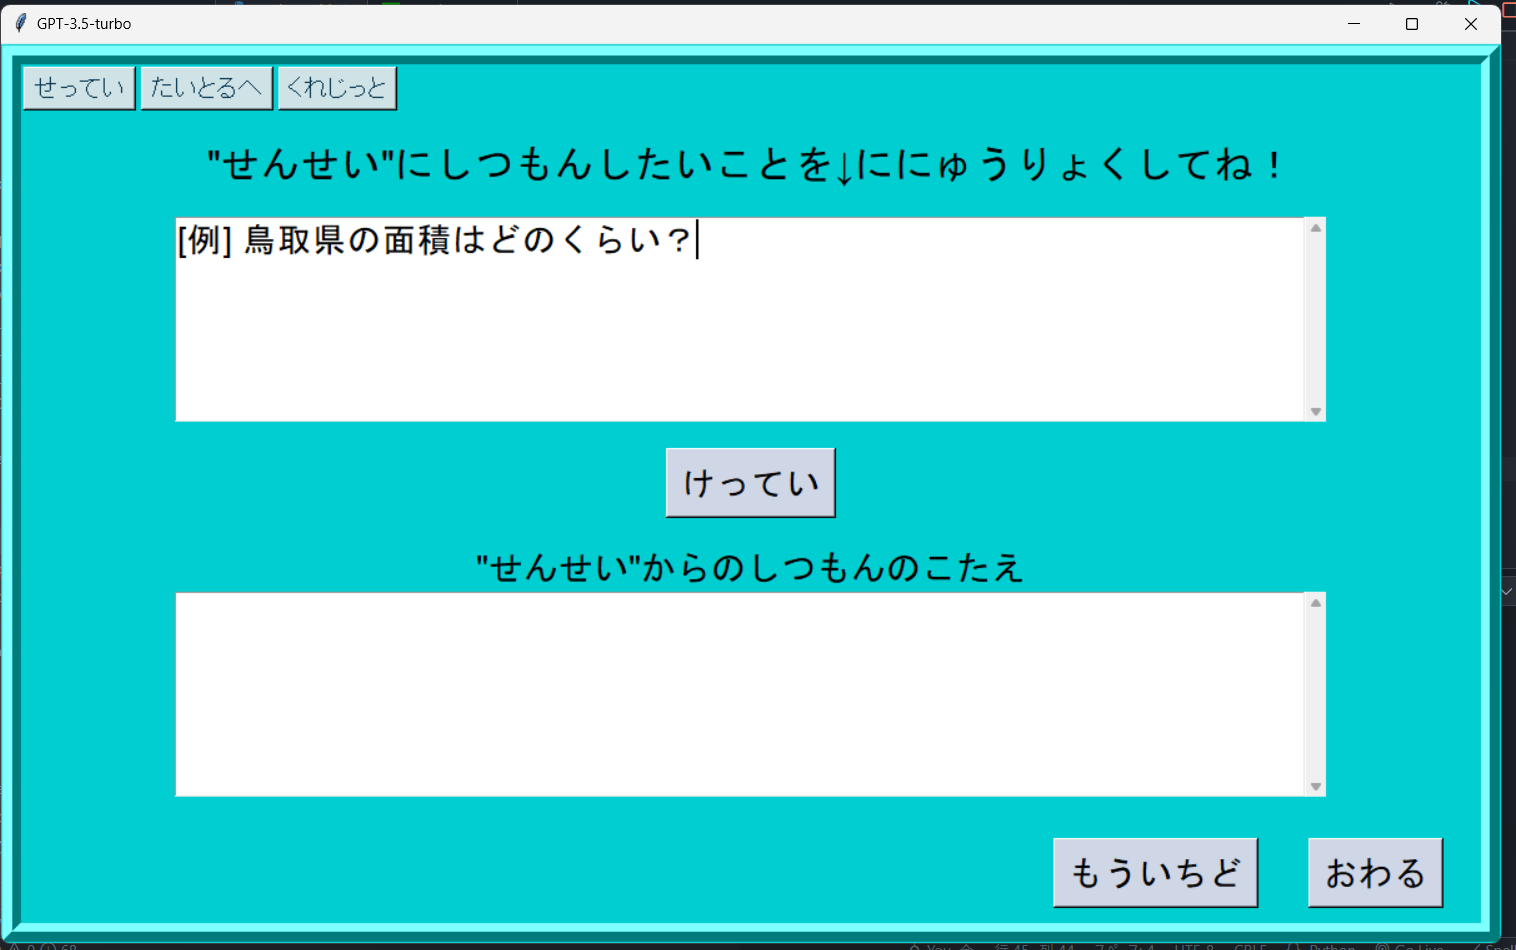 GPT-3.5-turbo
せってい たいとるへ くれじっと
"せんせい"にしつもんしたいことを↓ににゅうりょくしてね！
[例] 鳥取県の面積はどのくらい？
けってい
"せんせい"からのしつもんのこたえ
もういちど おわる